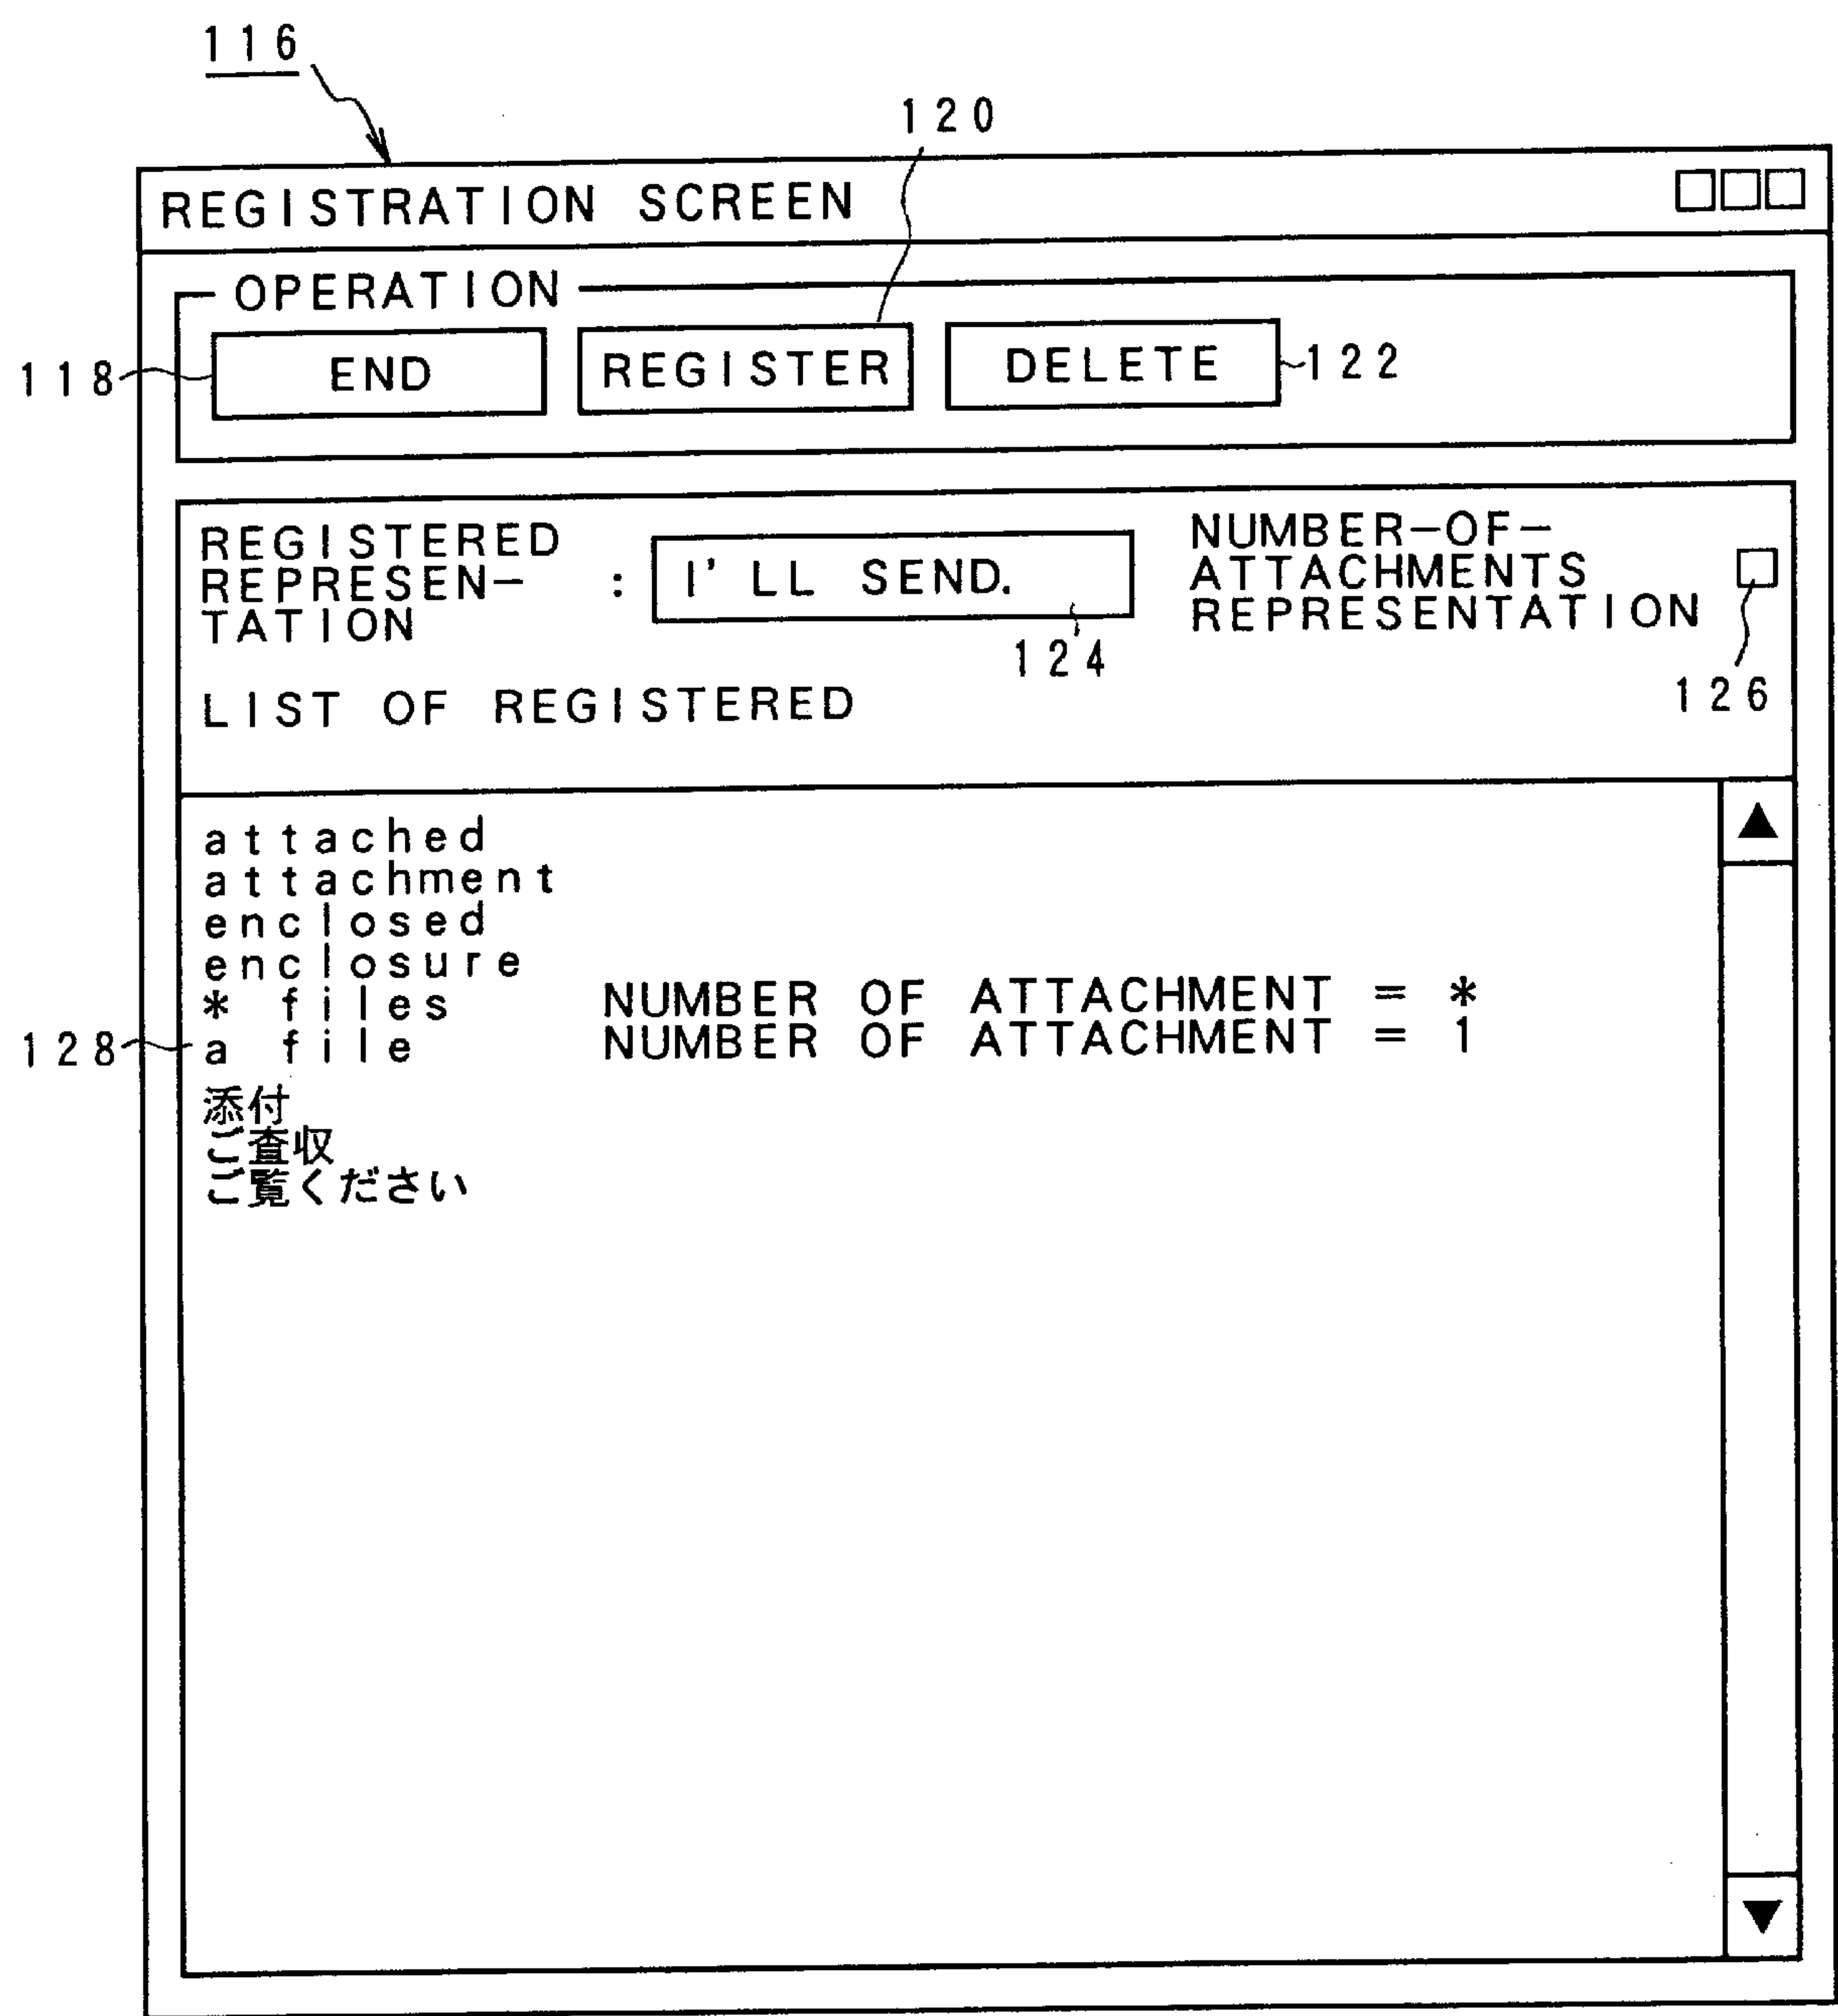 116
120
REGISTRATION SCREEN
OPERATION
118
END
REGISTER
DELETE
122
REGISTERED
REPRESEN-
TATION
:
I'LL SEND.
124
NUMBER-OF-
ATTACHMENTS
REPRESENTATION
126
LIST OF REGISTERED
attached
attachment
enclosed
enclosure
* files NUMBER OF ATTACHMENT = *
128
a file NUMBER OF ATTACHMENT = 1
添付
ご査収
ご覧ください